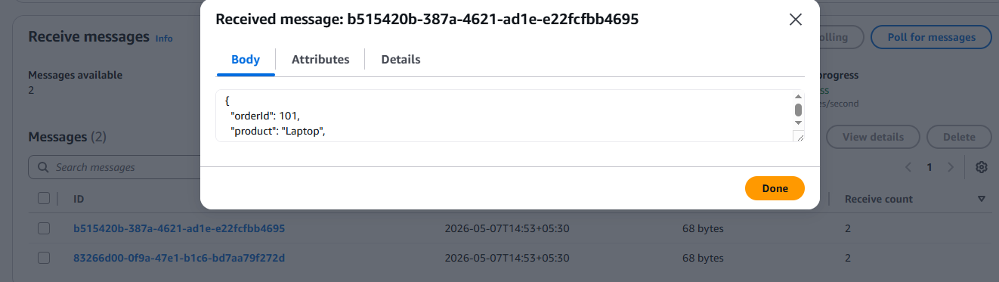 Received message: b515420b-387a-4621-ad1e-e22fcfbb4695
Receive messages Info
olling
Poll for messages
Body
Attributes
Details
Messages available
2
rogress
ss
es/second
{
"orderId": 101,
"product": "Laptop",
Messages (2)
View details
Delete
Search messages
1
Done
ID
Receive count
b515420b-387a-4621-ad1e-e22fcfbb4695 2026-05-07T14:53+05:30 68 bytes 2
83266d00-0f9a-47e1-b1c6-bd7aa79f272d 2026-05-07T14:53+05:30 68 bytes 2